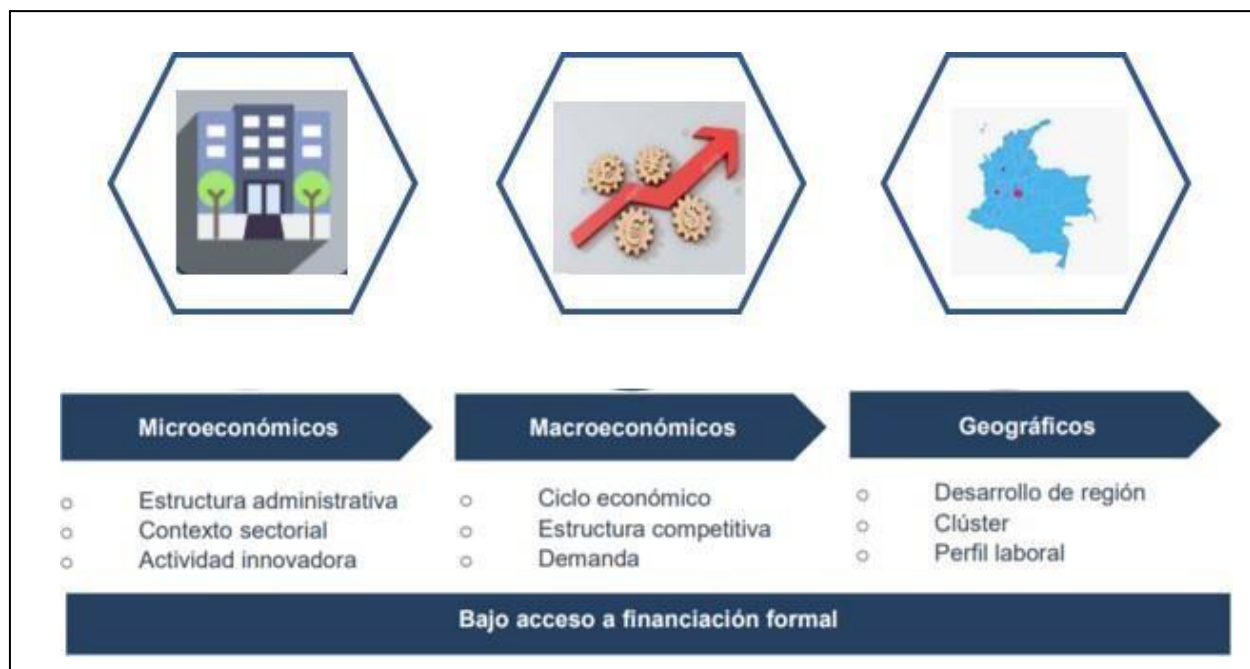 Microeconómicos
Estructura administrativa
Contexto sectorial
Actividad innovadora
Macroeconómicos
Ciclo económico
Estructura competitiva
Demanda
Geográficos
Desarrollo de región
Clúster
Perfil laboral
Bajo acceso a financiación formal